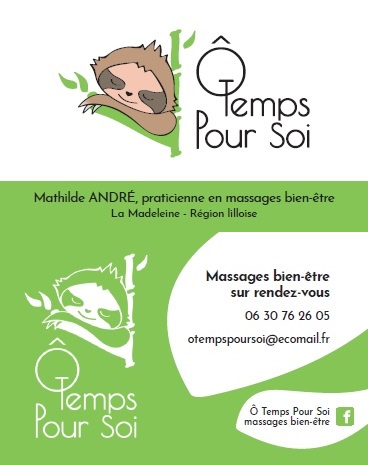 Ô
Temps
Pour Soi
Mathilde ANDRÉ, praticienne en massages bien-être
La Madeleine - Région lilloise
Massages bien-être
sur rendez-vous
06 30 76 26 05
otempspoursoi@ecomail.fr
Ô
Temps
Pour Soi
Ô Temps Pour Soi
massages bien-être
f